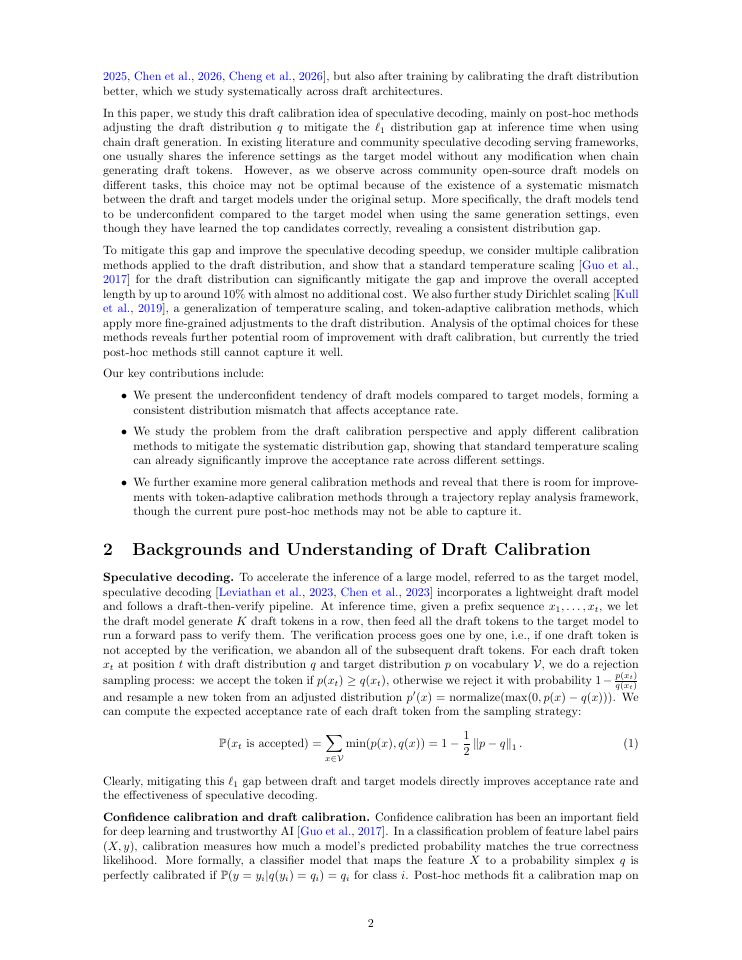 2025, Chen et al., 2026, Cheng et al., 2026], but also after training by calibrating the draft distribution
better, which we study systematically across draft architectures.
In this paper, we study this draft calibration idea of speculative decoding, mainly on post-hoc methods
adjusting the draft distribution q to mitigate the ℓ₁ distribution gap at inference time when using
chain draft generation. In existing literature and community speculative decoding serving frameworks,
one usually shares the inference settings as the target model without any modification when chain
generating draft tokens. However, as we observe across community open-source draft models on
different tasks, this choice may not be optimal because of the existence of a systematic mismatch
between the draft and target models under the original setup. More specifically, the draft models tend
to be underconfident compared to the target model when using the same generation settings, even
though they have learned the top candidates correctly, revealing a consistent distribution gap.
To mitigate this gap and improve the speculative decoding speedup, we consider multiple calibration
methods applied to the draft distribution, and show that a standard temperature scaling [Guo et al.,
2017] for the draft distribution can significantly mitigate the gap and improve the overall accepted
length by up to around 10% with almost no additional cost. We also further study Dirichlet scaling [Kull
et al., 2019], a generalization of temperature scaling, and token-adaptive calibration methods, which
apply more fine-grained adjustments to the draft distribution. Analysis of the optimal choices for these
methods reveals further potential room of improvement with draft calibration, but currently the tried
post-hoc methods still cannot capture it well.
Our key contributions include:
• We present the underconfident tendency of draft models compared to target models, forming a
consistent distribution mismatch that affects acceptance rate.
• We study the problem from the draft calibration perspective and apply different calibration
methods to mitigate the systematic distribution gap, showing that standard temperature scaling
can already significantly improve the acceptance rate across different settings.
• We further examine more general calibration methods and reveal that there is room for improve-
ments with token-adaptive calibration methods through a trajectory replay analysis framework,
though the current pure post-hoc methods may not be able to capture it.
2 Backgrounds and Understanding of Draft Calibration
Speculative decoding. To accelerate the inference of a large model, referred to as the target model,
speculative decoding [Leviathan et al., 2023, Chen et al., 2023] incorporates a lightweight draft model
and follows a draft-then-verify pipeline. At inference time, given a prefix sequence x₁, . . . , xₜ, we let
the draft model generate K draft tokens in a row, then feed all the draft tokens to the target model to
run a forward pass to verify them. The verification process goes one by one, i.e., if one draft token is
not accepted by the verification, we abandon all of the subsequent draft tokens. For each draft token
xₜ at position t with draft distribution q and target distribution p on vocabulary 𝒱, we do a rejection
sampling process: we accept the token if p(xₜ) ≥ q(xₜ), otherwise we reject it with probability 1 − p(xₜ)/q(xₜ)
and resample a new token from an adjusted distribution p′(x) = normalize(max(0, p(x) − q(x))). We
can compute the expected acceptance rate of each draft token from the sampling strategy:
ℙ(xₜ is accepted) = ∑x∈𝒱 min(p(x), q(x)) = 1 − 1/2 ‖p − q‖₁ . (1)
Clearly, mitigating this ℓ₁ gap between draft and target models directly improves acceptance rate and
the effectiveness of speculative decoding.
Confidence calibration and draft calibration. Confidence calibration has been an important field
for deep learning and trustworthy AI [Guo et al., 2017]. In a classification problem of feature label pairs
(X, y), calibration measures how much a model's predicted probability matches the true correctness
likelihood. More formally, a classifier model that maps the feature X to a probability simplex q is
perfectly calibrated if ℙ(y = yᵢ|q(yᵢ) = qᵢ) = qᵢ for class i. Post-hoc methods fit a calibration map on
2